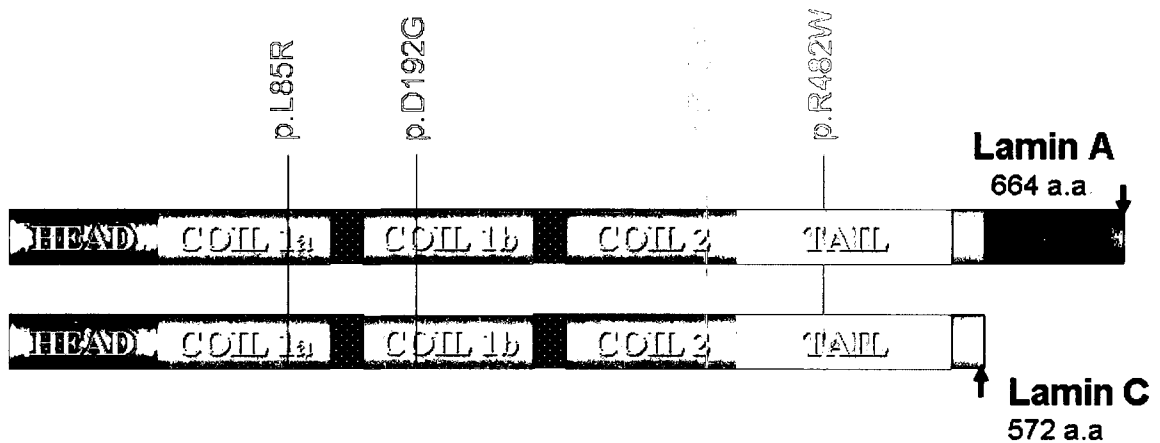 p.L85R
p.D192G
p.R482W
Lamin A
664 a.a
HEAD COIL 1a COIL 1b COIL 2 TAIL
HEAD COIL 1a COIL 1b COIL 2 TAIL
Lamin C
572 a.a